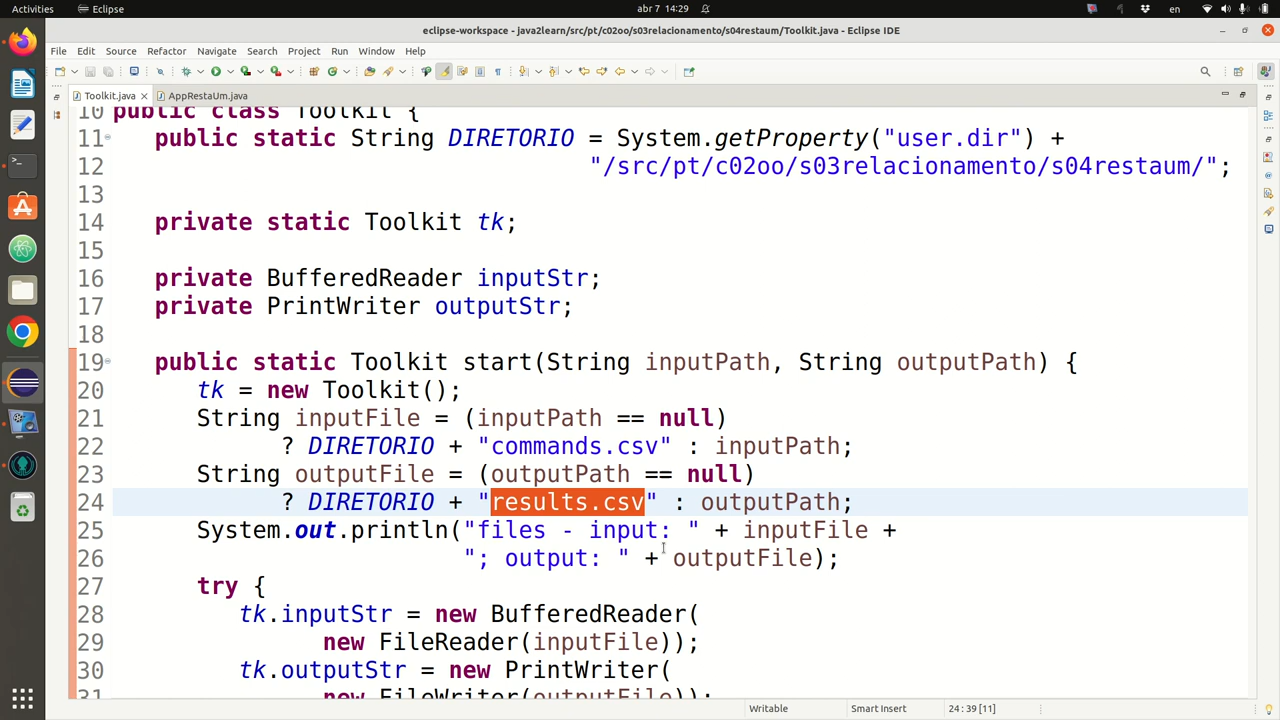 Activities
Eclipse
abr 7 14:29
en
eclipse-workspace - java2learn/src/pt/c02oo/s03relacionamento/s04restaum/Toolkit.java - Eclipse IDE
File Edit Source Refactor Navigate Search Project Run Window Help
Toolkit.java
AppRestaUm.java
10 public class Toolkit {
11 public static String DIRETORIO = System.getProperty("user.dir") +
12 "/src/pt/c02oo/s03relacionamento/s04restaum/";
13
14 private static Toolkit tk;
15
16 private BufferedReader inputStr;
17 private PrintWriter outputStr;
18
19 public static Toolkit start(String inputPath, String outputPath) {
20 tk = new Toolkit();
21 String inputFile = (inputPath == null)
22 ? DIRETORIO + "commands.csv" : inputPath;
23 String outputFile = (outputPath == null)
24 ? DIRETORIO + "results.csv" : outputPath;
25 System.out.println("files - input: " + inputFile +
26 "; output: " + outputFile);
27 try {
28 tk.inputStr = new BufferedReader(
29 new FileReader(inputFile));
30 tk.outputStr = new PrintWriter(
31 new FileWriter(outputFile));
Writable
Smart Insert
24 : 39 [11]